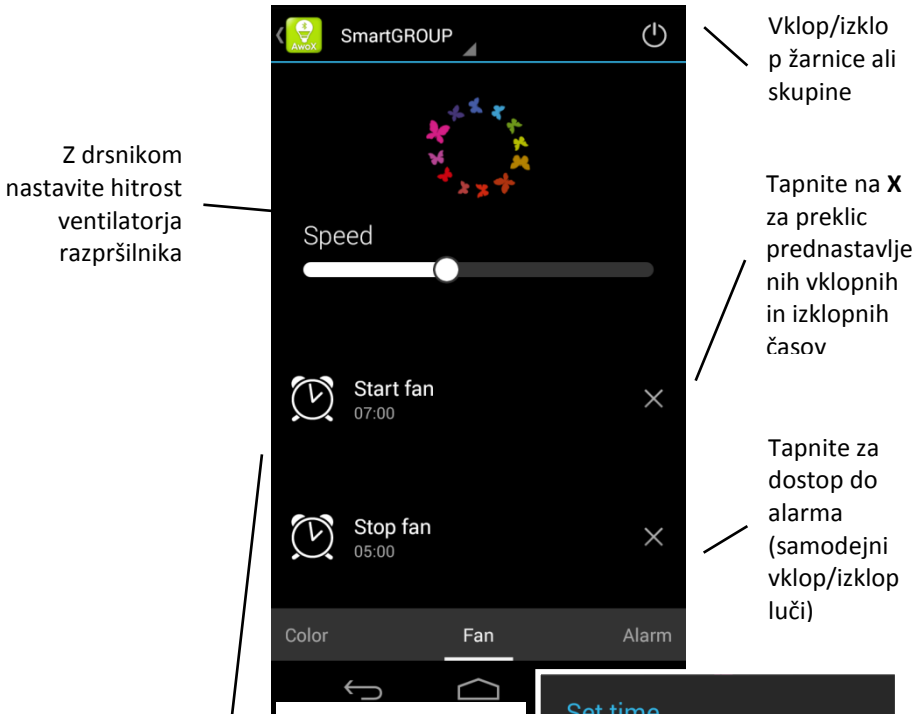 Z drsnikom
nastavite hitrost
ventilatorja
razpršilnika
AwoX
SmartGROUP
Speed
Start fan
07:00
Stop fan
05:00
Color
Fan
Alarm
Set time
Vklop/izklo
p žarnice ali
skupine
Tapnite na X
za preklic
prednastavlje
nih vklopnih
in izklopnih
časov
Tapnite za
dostop do
alarma
(samodejni
vklop/izklop
luči)